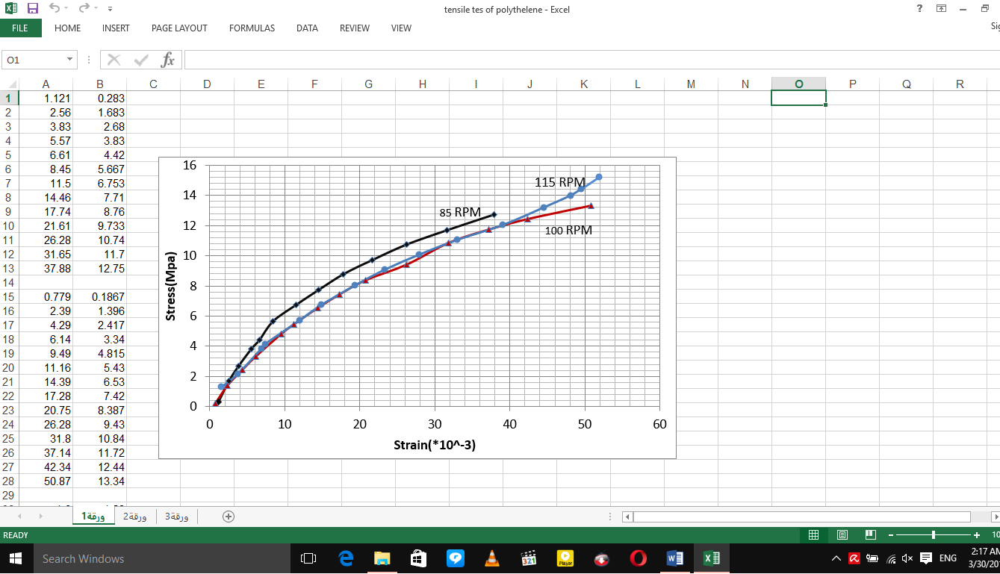 tensile tes of polythelene - Excel
?
FILE HOME INSERT PAGE LAYOUT FORMULAS DATA REVIEW VIEW
O1 fx
A B C D E F G H I J K L M N O P Q R
1 1.121 0.283
2 2.56 1.683
3 3.83 2.68
4 5.57 3.83
5 6.61 4.42
6 8.45 5.667
7 11.5 6.753
8 14.46 7.71
9 17.74 8.76
10 21.61 9.733
11 26.28 10.74
12 31.65 11.7
13 37.88 12.75
14
15 0.779 0.1867
16 2.39 1.396
17 4.29 2.417
18 6.14 3.34
19 9.49 4.815
20 11.16 5.43
21 14.39 6.53
22 17.28 7.42
23 20.75 8.387
24 26.28 9.43
25 31.8 10.84
26 37.14 11.72
27 42.34 12.44
28 50.87 13.34
29
16
14
12
10
8
6
4
2
0
Stress(Mpa)
115 RPM
85 RPM
100 RPM
0 10 20 30 40 50 60
Strain(*10^-3)
ورقة1 ورقة2 ورقة3
READY
Search Windows
321
Player
ENG
2:17 AM